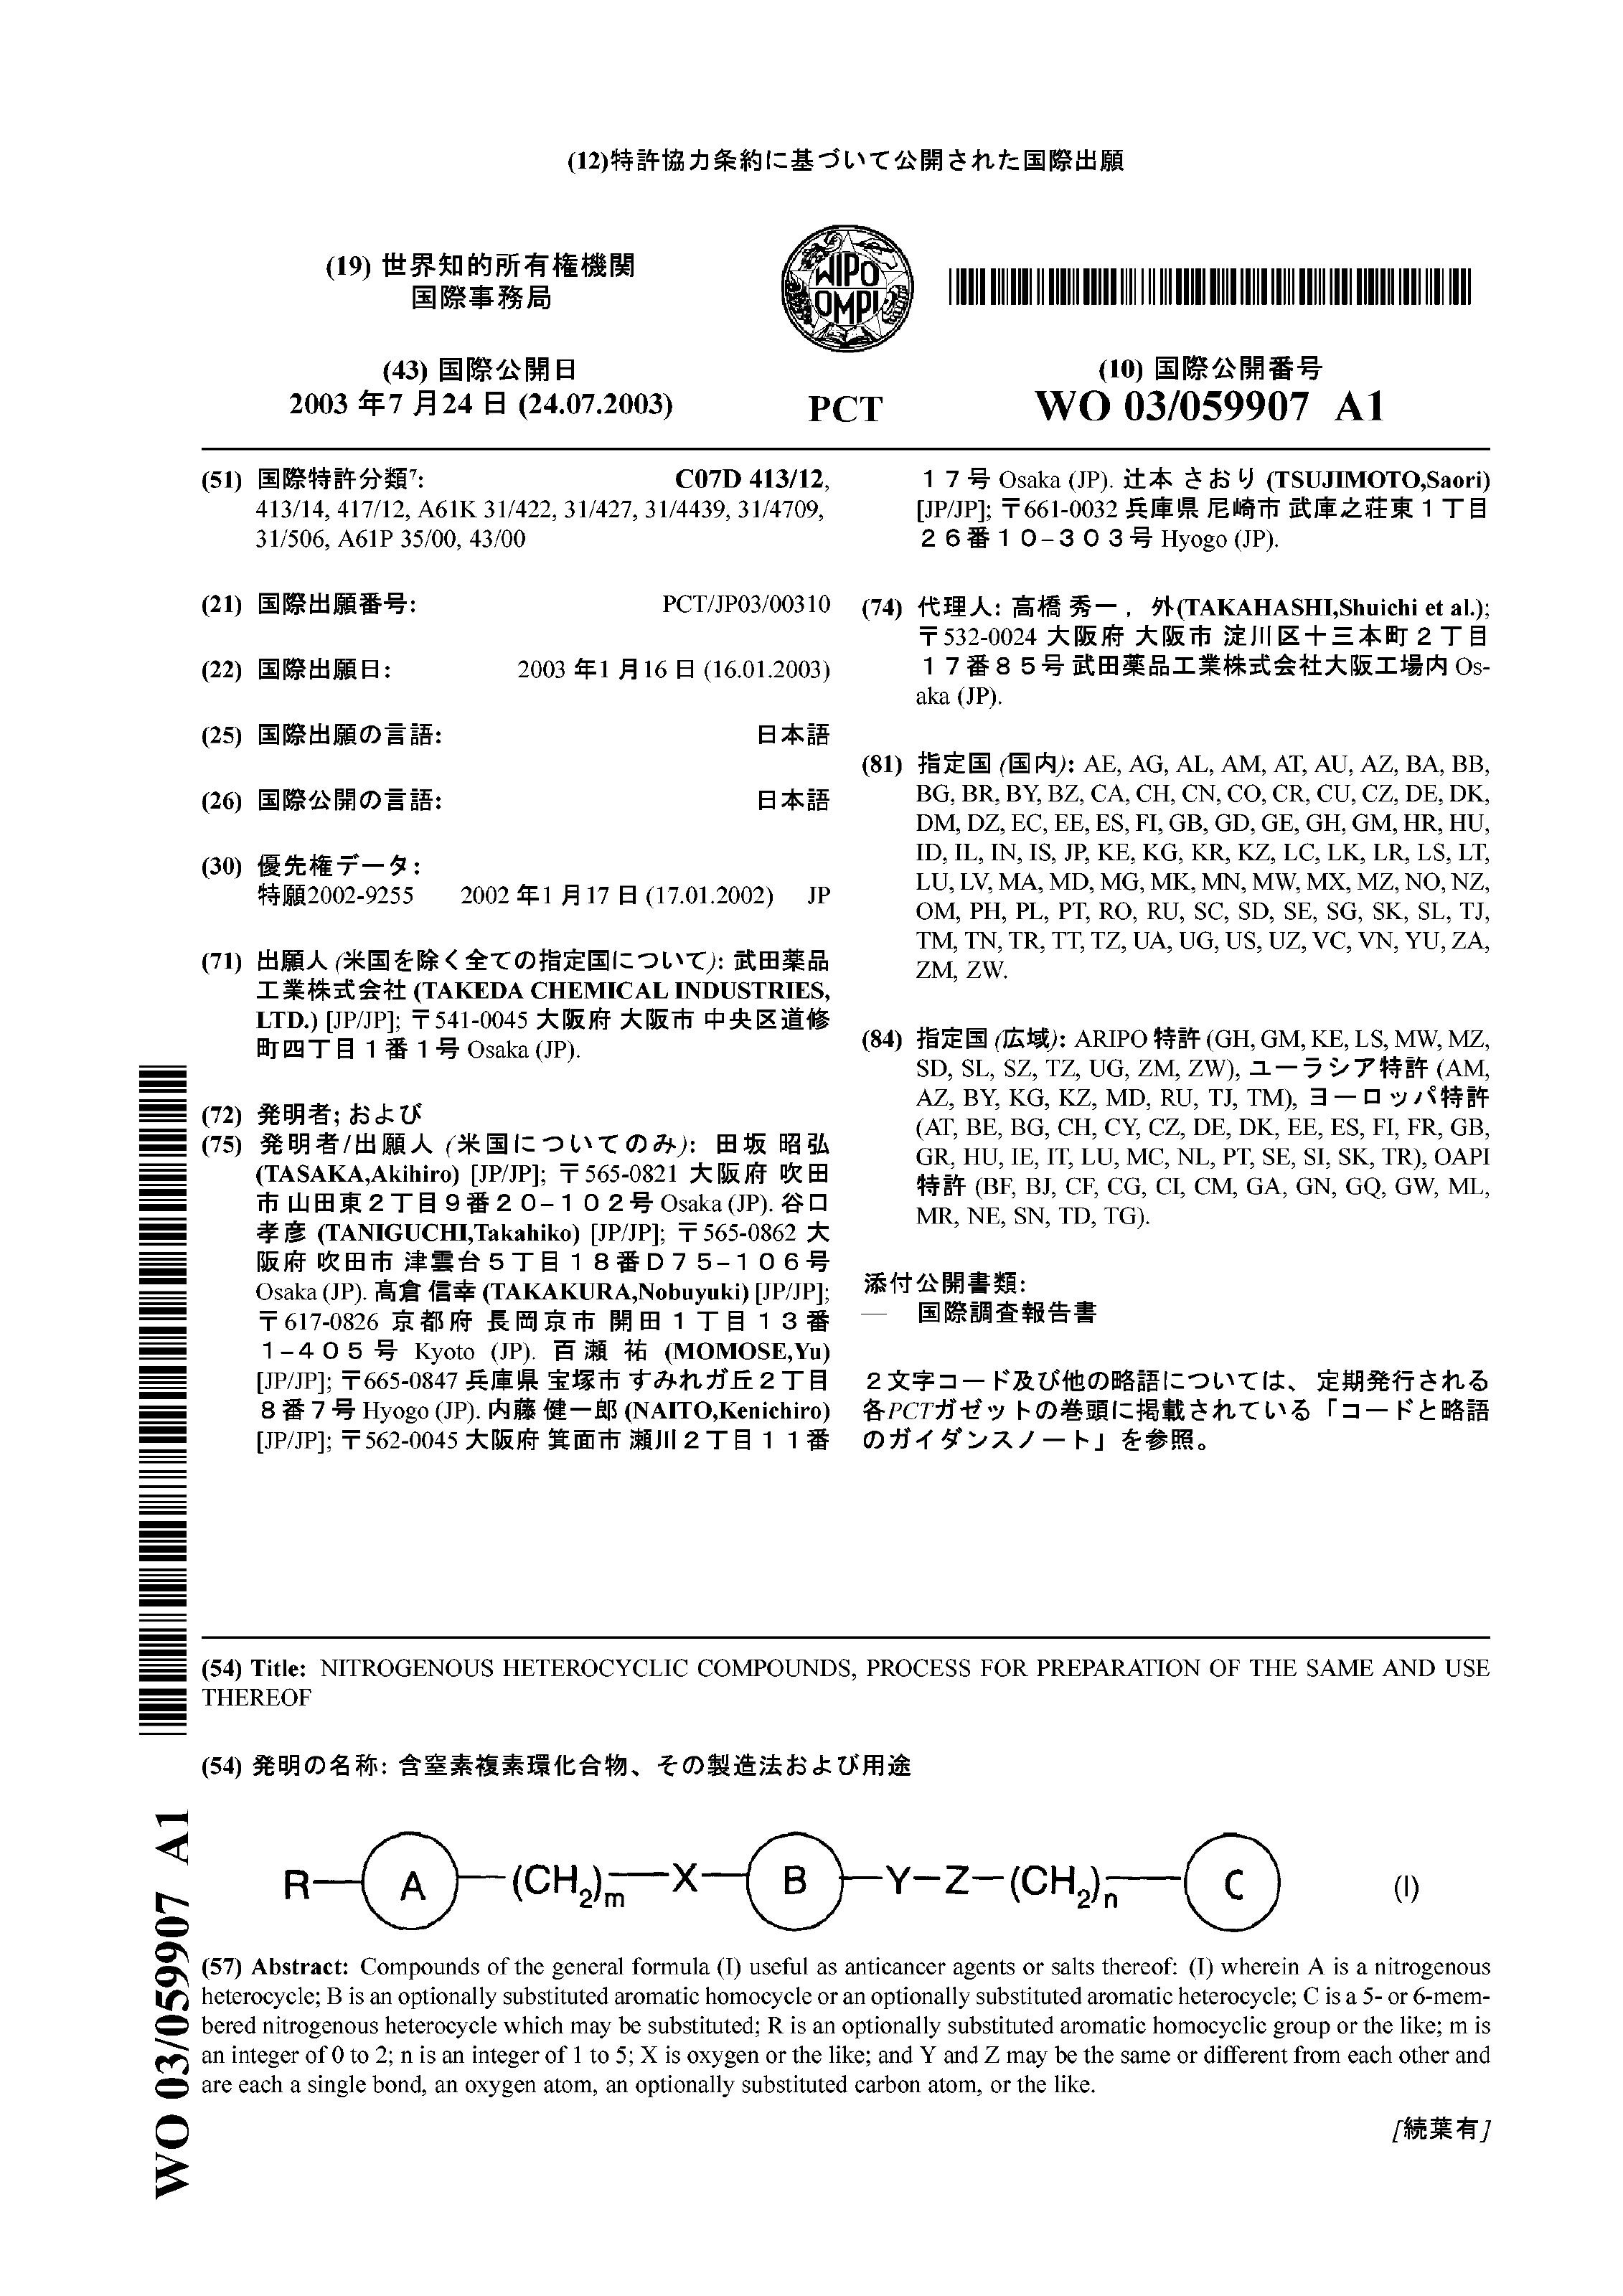 (12)特許協力条約に基づいて公開された国際出願
(19) 世界知的所有権機関
国際事務局
WIPO
OMPI
(43) 国際公開日
2003 年7 月24 日 (24.07.2003)
PCT
(10) 国際公開番号
WO 03/059907 A1
(51) 国際特許分類7: C07D 413/12,
413/14, 417/12, A61K 31/422, 31/427, 31/4439, 31/4709,
31/506, A61P 35/00, 43/00
(21) 国際出願番号: PCT/JP03/00310
(22) 国際出願日: 2003 年1 月16 日 (16.01.2003)
(25) 国際出願の言語: 日本語
(26) 国際公開の言語: 日本語
(30) 優先権データ:
特願2002-9255 2002 年1 月17 日 (17.01.2002) JP
(71) 出願人 (米国を除く全ての指定国について): 武田薬品
工業株式会社 (TAKEDA CHEMICAL INDUSTRIES,
LTD.) [JP/JP]; 〒541-0045 大阪府 大阪市 中央区道修
町四丁目1番1号 Osaka (JP).
(72) 発明者; および
(75) 発明者/出願人 (米国についてのみ): 田坂 昭弘
(TASAKA,Akihiro) [JP/JP]; 〒565-0821 大阪府 吹田
市 山田東2丁目9番20-102号 Osaka (JP). 谷口
孝彦 (TANIGUCHI,Takahiko) [JP/JP]; 〒565-0862 大
阪府 吹田市 津雲台5丁目18番D75-106号
Osaka (JP). 高倉 信幸 (TAKAKURA,Nobuyuki) [JP/JP];
〒617-0826 京都府 長岡京市 開田1丁目13番
1-405号 Kyoto (JP). 百瀬 祐 (MOMOSE,Yu)
[JP/JP]; 〒665-0847 兵庫県 宝塚市 すみれガ丘2丁目
8番7号 Hyogo (JP). 内藤 健一郎 (NAITO,Kenichiro)
[JP/JP]; 〒562-0045 大阪府 箕面市 瀬川2丁目11番
17号 Osaka (JP). 辻本 さおり (TSUJIMOTO,Saori)
[JP/JP]; 〒661-0032 兵庫県 尼崎市 武庫之荘東1丁目
26番10-303号 Hyogo (JP).
(74) 代理人: 高橋 秀一, 外(TAKAHASHI,Shuichi et al.);
〒532-0024 大阪府 大阪市 淀川区十三本町2丁目
17番85号 武田薬品工業株式会社大阪工場内 Os-
aka (JP).
(81) 指定国 (国内): AE, AG, AL, AM, AT, AU, AZ, BA, BB,
BG, BR, BY, BZ, CA, CH, CN, CO, CR, CU, CZ, DE, DK,
DM, DZ, EC, EE, ES, FI, GB, GD, GE, GH, GM, HR, HU,
ID, IL, IN, IS, JP, KE, KG, KR, KZ, LC, LK, LR, LS, LT,
LU, LV, MA, MD, MG, MK, MN, MW, MX, MZ, NO, NZ,
OM, PH, PL, PT, RO, RU, SC, SD, SE, SG, SK, SL, TJ,
TM, TN, TR, TT, TZ, UA, UG, US, UZ, VC, VN, YU, ZA,
ZM, ZW.
(84) 指定国 (広域): ARIPO 特許 (GH, GM, KE, LS, MW, MZ,
SD, SL, SZ, TZ, UG, ZM, ZW), ユーラシア特許 (AM,
AZ, BY, KG, KZ, MD, RU, TJ, TM), ヨーロッパ特許
(AT, BE, BG, CH, CY, CZ, DE, DK, EE, ES, FI, FR, GB,
GR, HU, IE, IT, LU, MC, NL, PT, SE, SI, SK, TR), OAPI
特許 (BF, BJ, CF, CG, CI, CM, GA, GN, GQ, GW, ML,
MR, NE, SN, TD, TG).
添付公開書類:
— 国際調査報告書
2文字コード及び他の略語については、定期発行される
各PCTガゼットの巻頭に掲載されている「コードと略語
のガイダンスノート」を参照。
(54) Title: NITROGENOUS HETEROCYCLIC COMPOUNDS, PROCESS FOR PREPARATION OF THE SAME AND USE
THEREOF
(54) 発明の名称: 含窒素複素環化合物、その製造法および用途
R—A—(CH2)m—X—B—Y—Z—(CH2)n—C (I)
(57) Abstract: Compounds of the general formula (I) useful as anticancer agents or salts thereof: (I) wherein A is a nitrogenous
heterocycle; B is an optionally substituted aromatic homocycle or an optionally substituted aromatic heterocycle; C is a 5- or 6-mem-
bered nitrogenous heterocycle which may be substituted; R is an optionally substituted aromatic homocyclic group or the like; m is
an integer of 0 to 2; n is an integer of 1 to 5; X is oxygen or the like; and Y and Z may be the same or different from each other and
are each a single bond, an oxygen atom, an optionally substituted carbon atom, or the like.
[続葉有]
WO 03/059907 A1